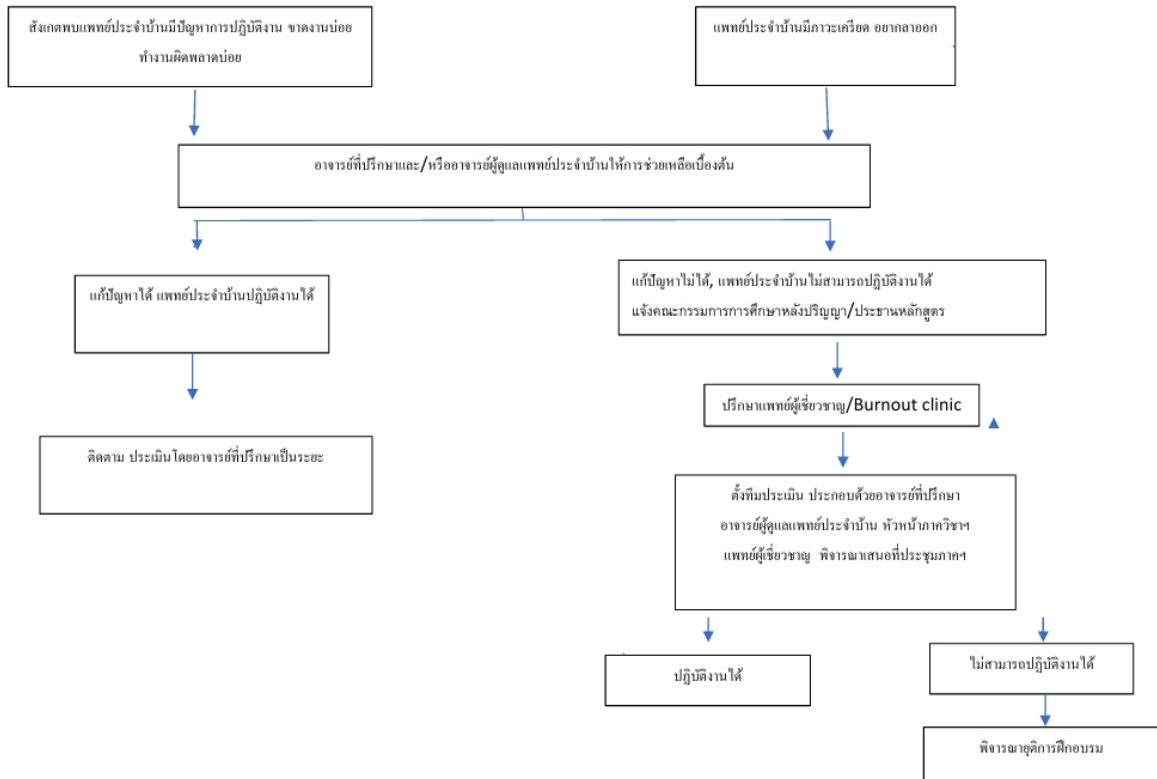 สังเกตพบแพทย์ประจำบ้านมีปัญหาการปฏิบัติงาน ขาดงานบ่อย
ทำงานผิดพลาดบ่อย
แพทย์ประจำบ้านมีภาวะเครียด อยากลาออก
อาจารย์ที่ปรึกษาและ/หรืออาจารย์ผู้ดูแลแพทย์ประจำบ้านให้การช่วยเหลือเบื้องต้น
แก้ปัญหาได้ แพทย์ประจำบ้านปฏิบัติงานได้
แก้ปัญหาไม่ได้, แพทย์ประจำบ้านไม่สามารถปฏิบัติงานได้
แจ้งคณะกรรมการการศึกษาหลังปริญญา/ประธานหลักสูตร
ปรึกษาแพทย์ผู้เชี่ยวชาญ/Burnout clinic
ติดตาม ประเมินโดยอาจารย์ที่ปรึกษาเป็นระยะ
ตั้งทีมประเมิน ประกอบด้วยอาจารย์ที่ปรึกษา
อาจารย์ผู้ดูแลแพทย์ประจำบ้าน หัวหน้าภาควิชาฯ
แพทย์ผู้เชี่ยวชาญ พิจารณาเสนอที่ประชุมภาคฯ
ปฏิบัติงานได้
ไม่สามารถปฏิบัติงานได้
พิจารณายุติการฝึกอบรม